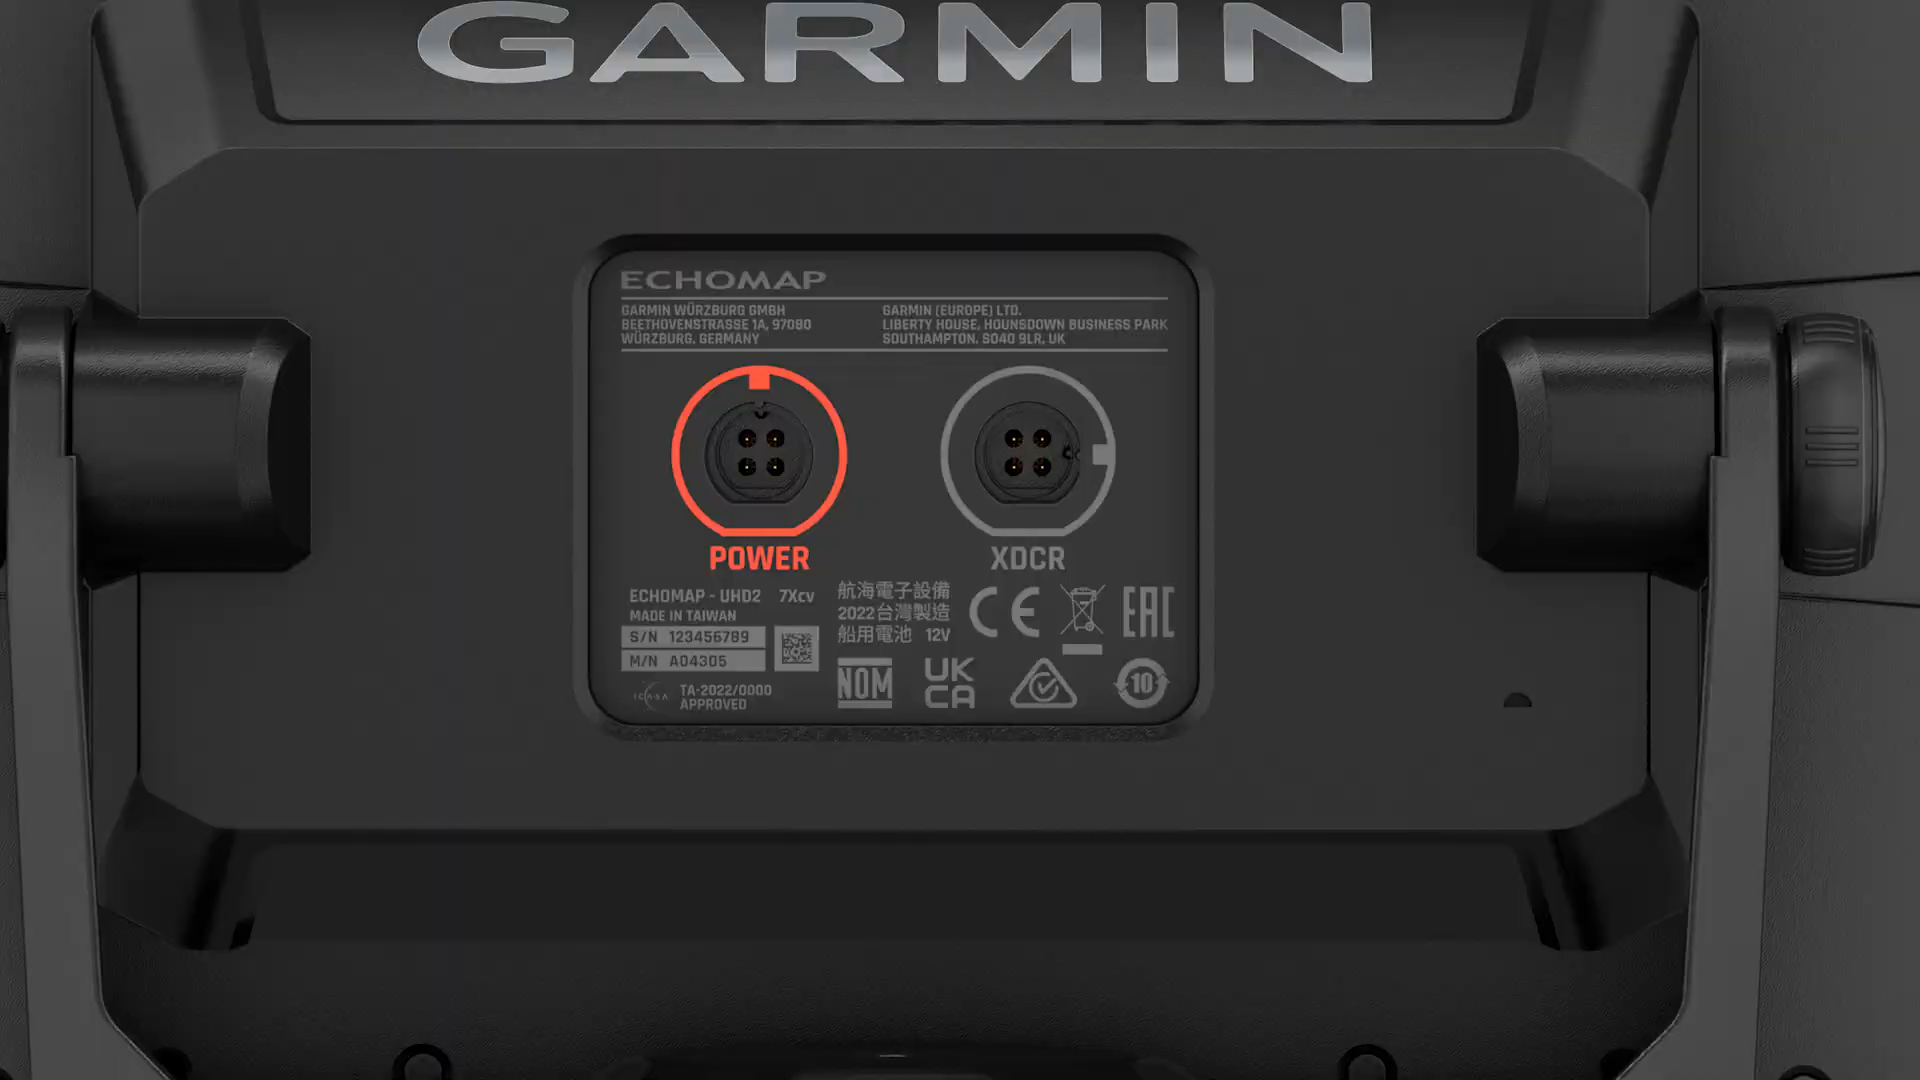 GARMIN
ECHOMAP
GARMIN WÜRZBURG GMBH
BEETHOVENSTRASSE 1A, 97080
WÜRZBURG, GERMANY
GARMIN (EUROPE) LTD.
LIBERTY HOUSE, HOUNSDOWN BUSINESS PARK
SOUTHAMPTON, SO40 9LR, UK
POWER
XDCR
ECHOMAP - UHD2 7Xcv
MADE IN TAIWAN
S/N 123456789
M/N A04305
ICASA
TA-2022/0000
APPROVED
航海電子設備
2022台灣製造
船用電池 12V
CE
EAC
NOM
UK
CA
10